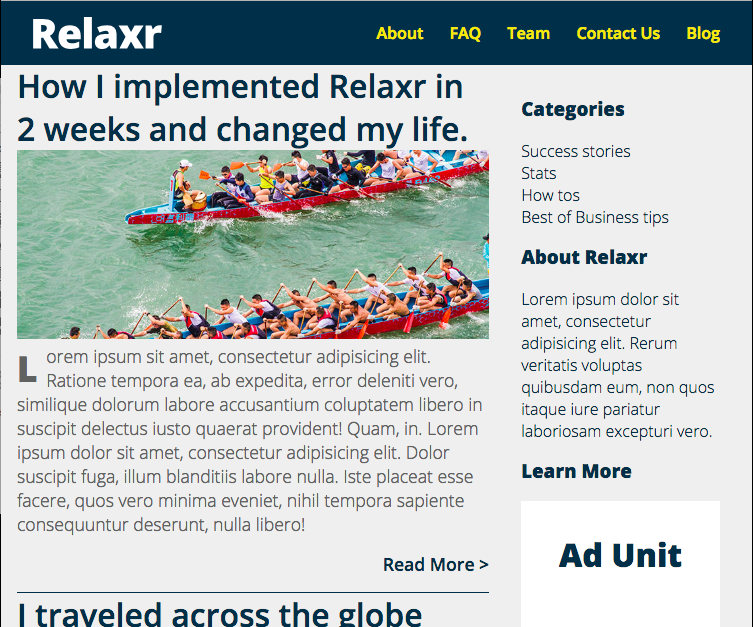 Relaxr
About FAQ Team Contact Us Blog
How I implemented Relaxr in
2 weeks and changed my life.
Lorem ipsum sit amet, consectetur adipisicing elit.
Ratione tempora ea, ab expedita, error deleniti vero,
similique dolorum labore accusantium coluptatem libero in
suscipit delectus iusto quaerat provident! Quam, in. Lorem
ipsum dolor sit amet, consectetur adipisicing elit. Dolor
suscipit fuga, illum blanditiis labore nulla. Iste placeat esse
facere, quos vero minima eveniet, nihil tempora sapiente
consequuntur deserunt, nulla libero!
Read More >
I traveled across the globe
Categories
Success stories
Stats
How tos
Best of Business tips
About Relaxr
Lorem ipsum dolor sit
amet, consectetur
adipisicing elit. Rerum
veritatis voluptas
quibusdam eum, non quos
itaque iure pariatur
laboriosam excepturi vero.
Learn More
Ad Unit